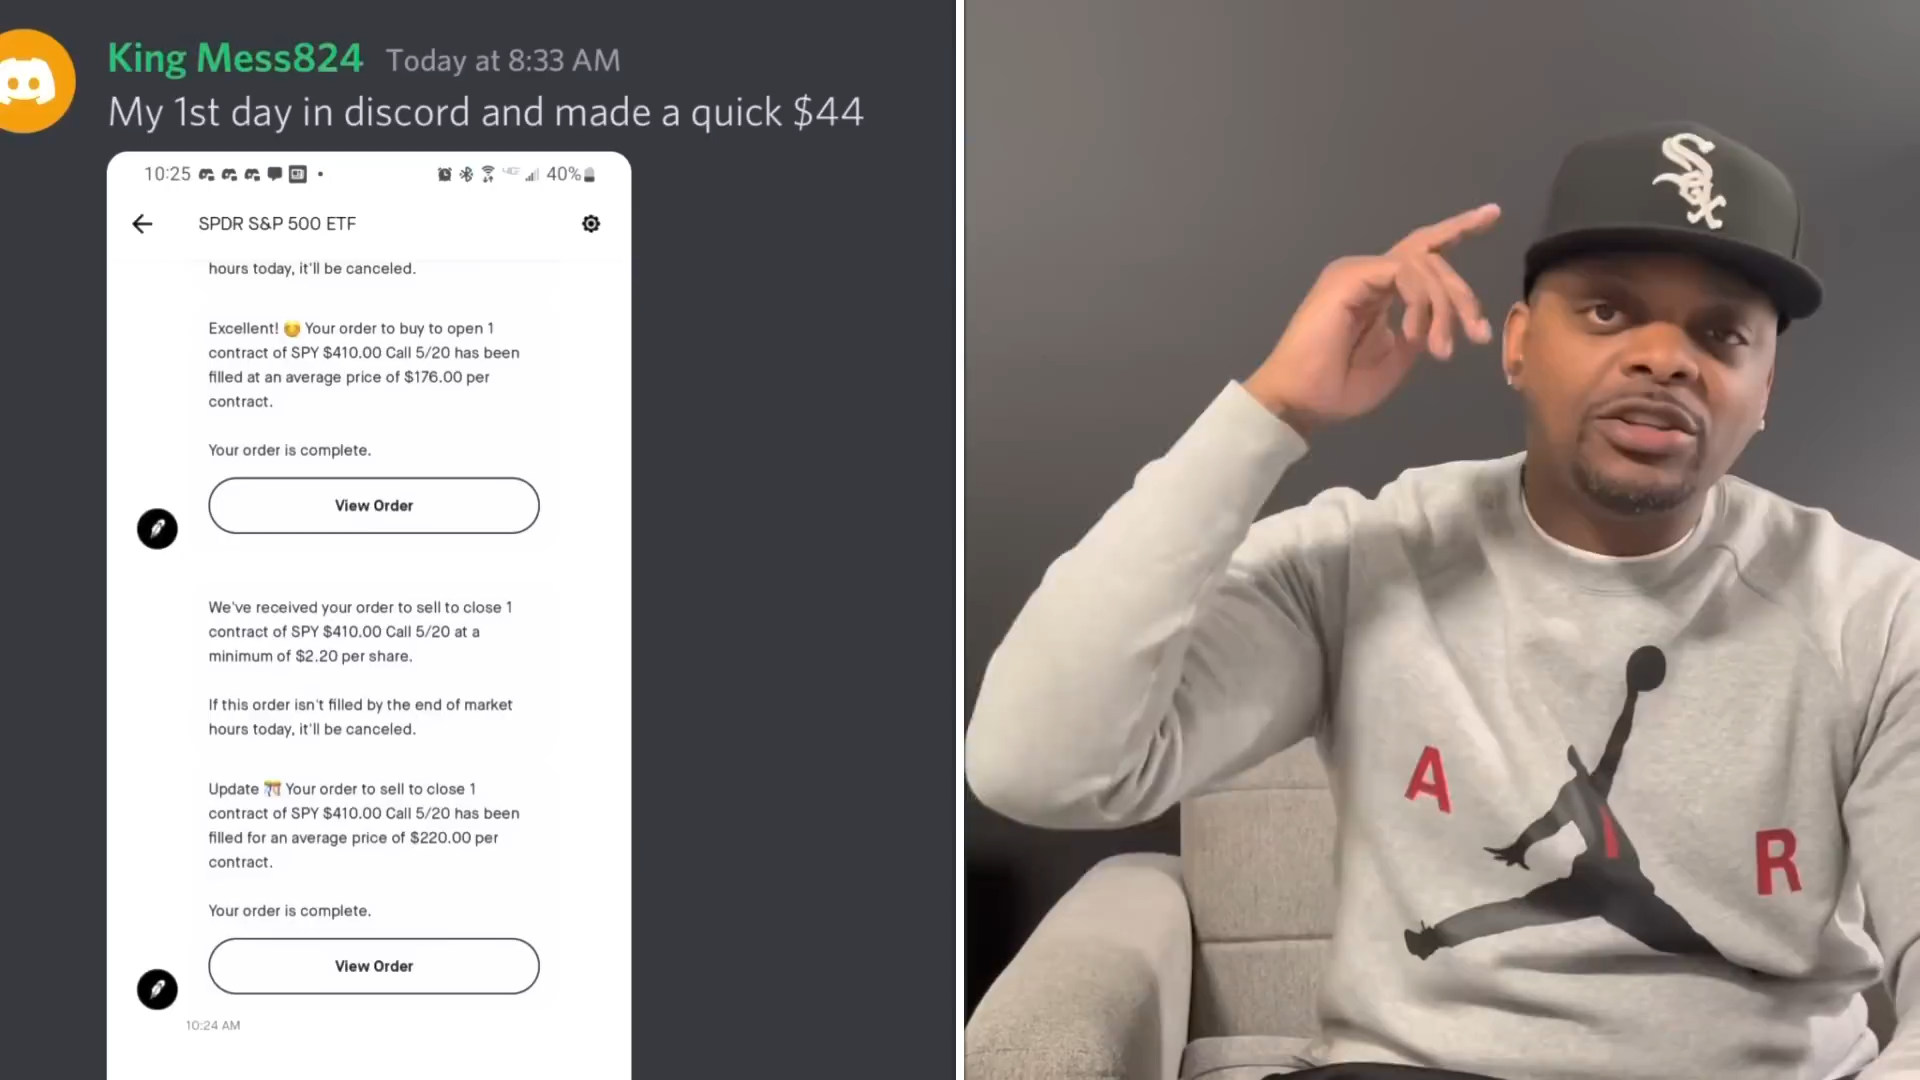 King Mess824 Today at 8:33 AM
My 1st day in discord and made a quick $44
10:25 40%
SPDR S&P 500 ETF
hours today, it'll be canceled.
Excellent! Your order to buy to open 1
contract of SPY $410.00 Call 5/20 has been
filled at an average price of $176.00 per
contract.
Your order is complete.
View Order
We've received your order to sell to close 1
contract of SPY $410.00 Call 5/20 at a
minimum of $2.20 per share.
If this order isn't filled by the end of market
hours today, it'll be canceled.
Update 🎊 Your order to sell to close 1
contract of SPY $410.00 Call 5/20 has been
filled for an average price of $220.00 per
contract.
Your order is complete.
View Order
10:24 AM
Sox
A I R